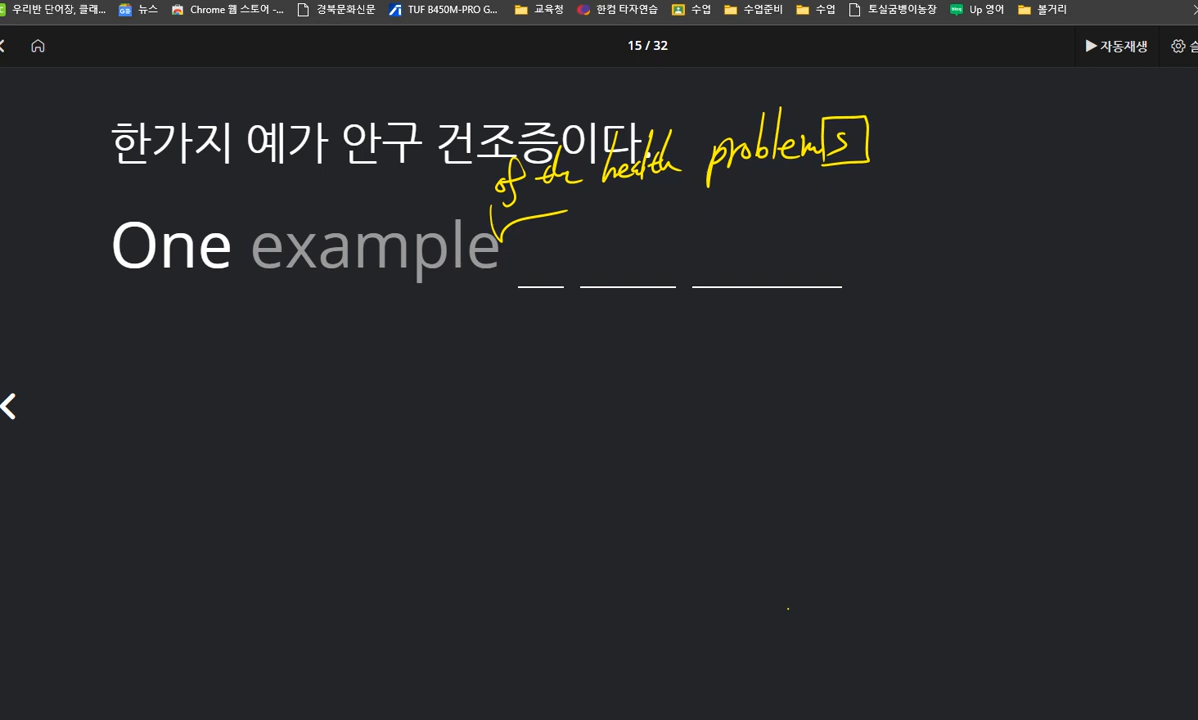 우리반 단어장, 클래... 뉴스 Chrome 웹 스토어 -... 경북문화신문 TUF B450M-PRO G... 교육청 한컴 타자연습 수업 수업준비 수업 토실굼벵이농장 Up 영어 볼거리
15 / 32 ▶ 자동재생
한가지 예가 안구 건조증이다.
of the health problems
One example